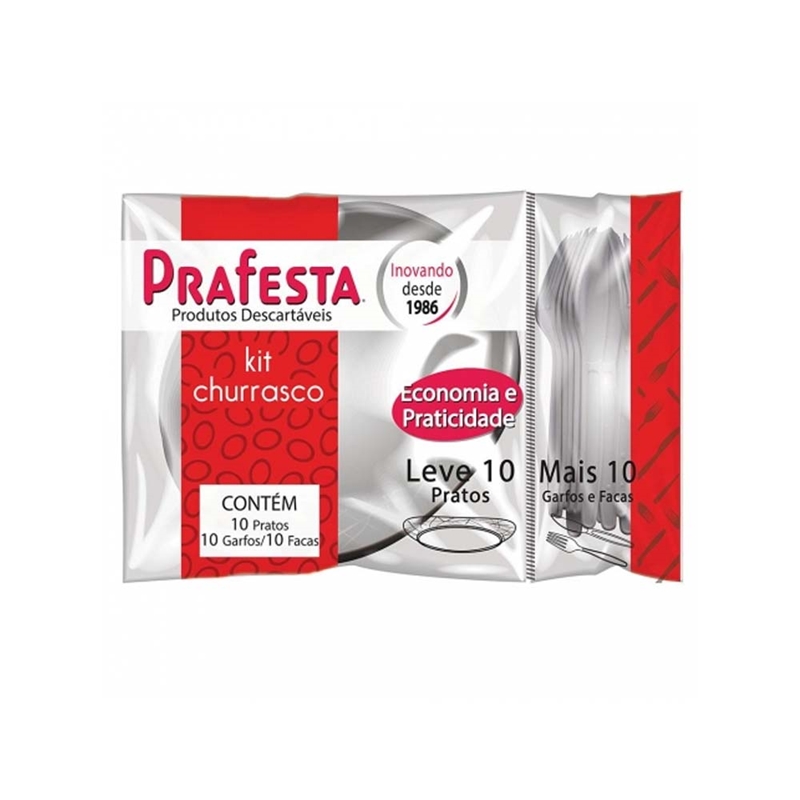 PRAFESTA.
Produtos Descartáveis
Inovando
desde
1986
kit
churrasco
Economia e
Praticidade
Leve 10
Pratos
Mais 10
Garfos e Facas
CONTÉM
10 Pratos
10 Garfos/10 Facas